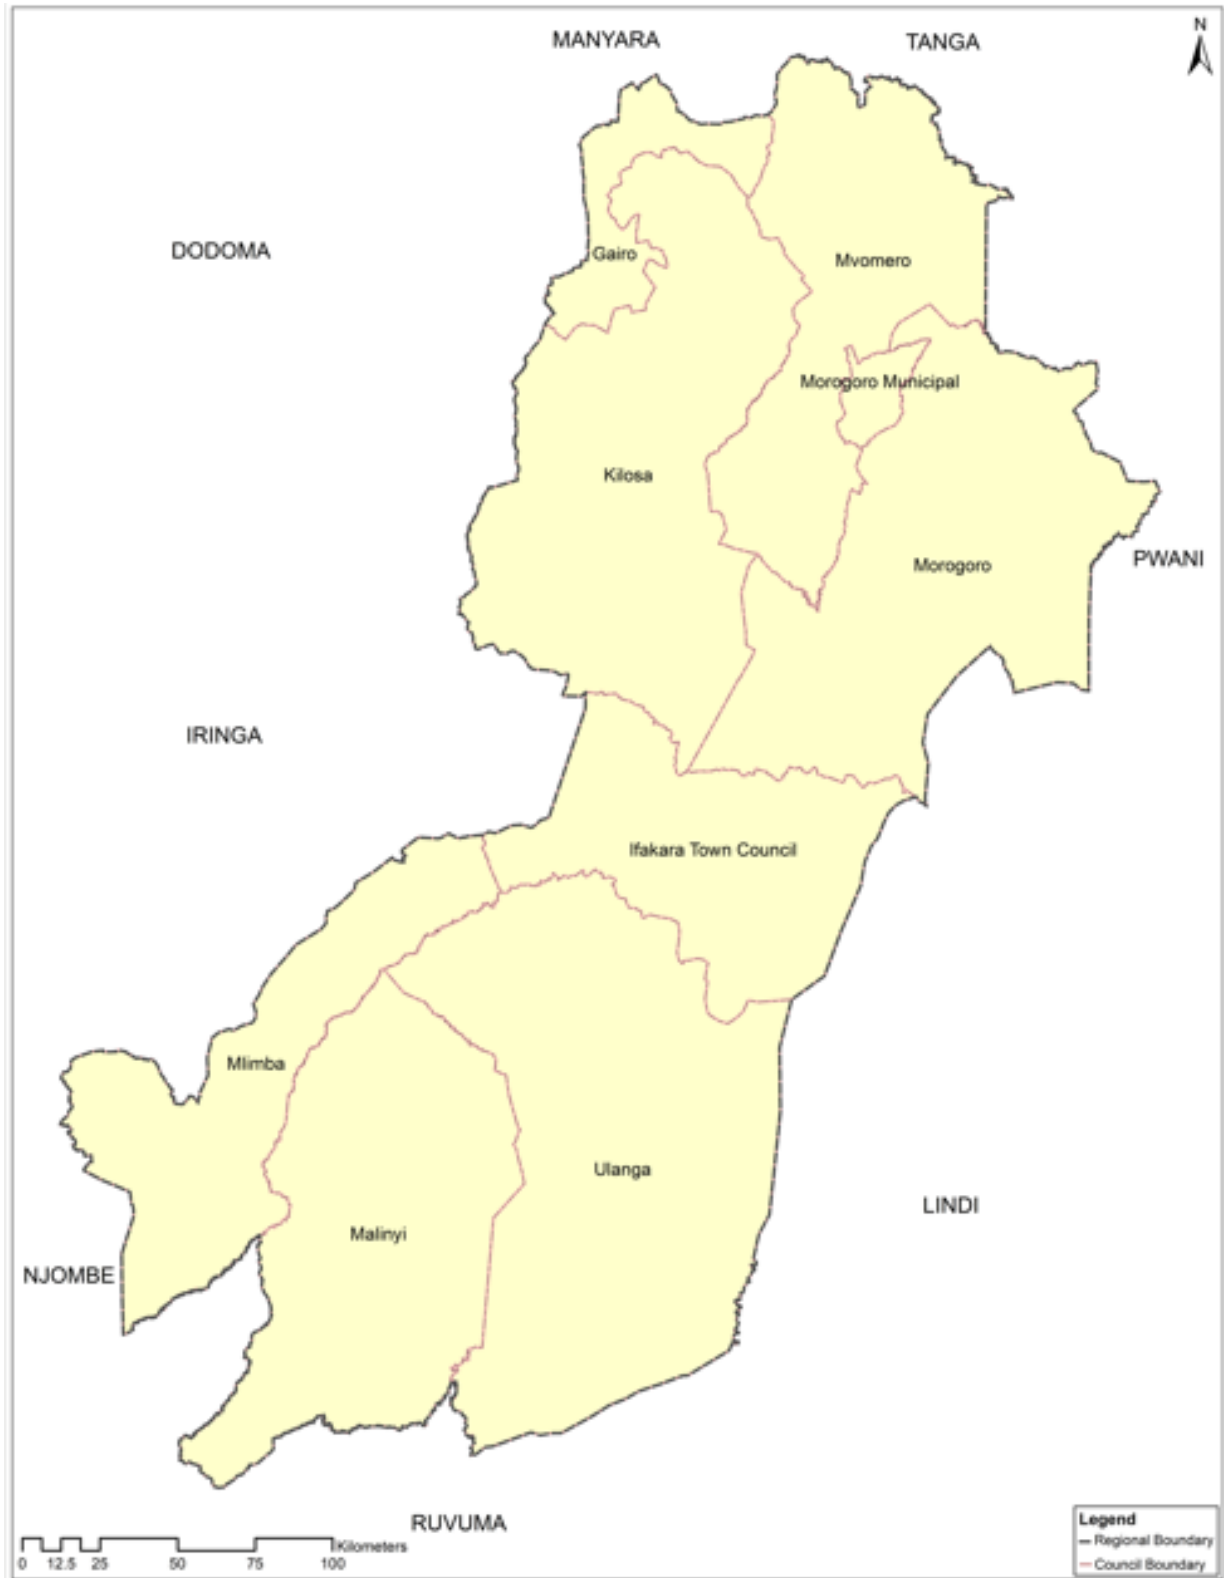 MANYARA
TANGA
N
DODOMA
Gairo
Mvomero
Morogoro Municipal
Kilosa
PWANI
Morogoro
IRINGA
Ifakara Town Council
Mlimba
Ulanga
LINDI
Malinyi
NJOMBE
RUVUMA
Kilometers
0 12.5 25 50 75 100
Legend
Regional Boundary
Council Boundary